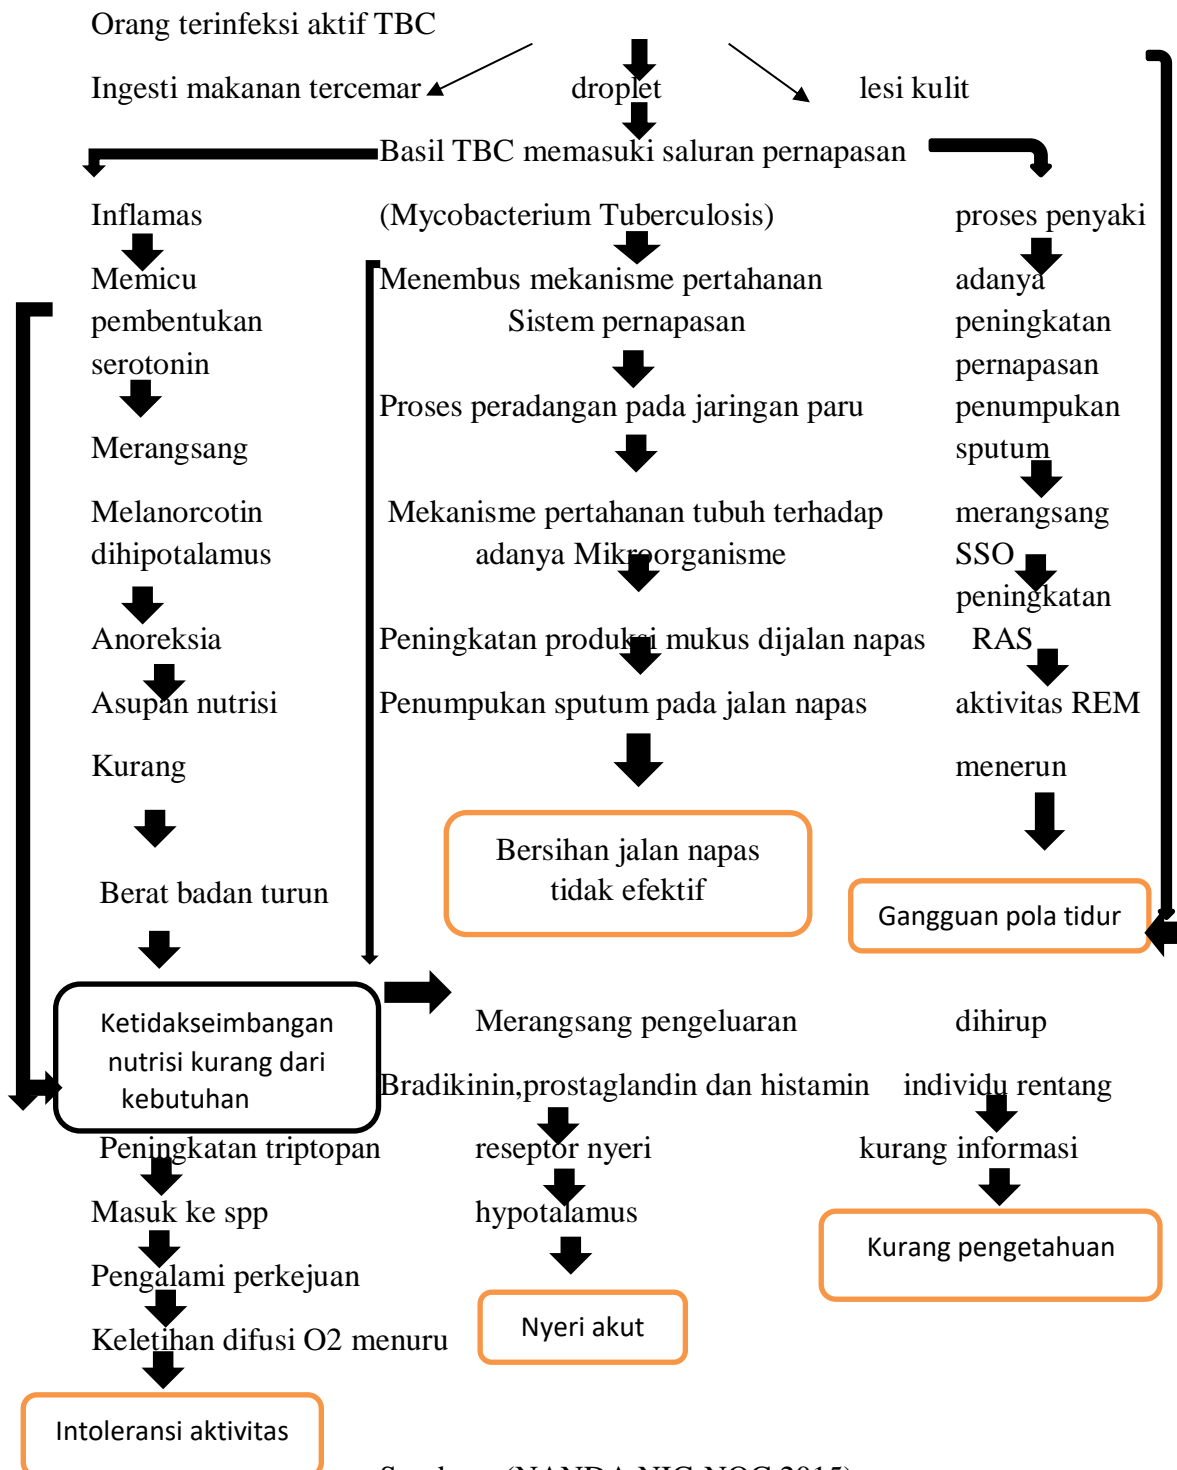 Orang terinfeksi aktif TBC
Ingesti makanan tercemar droplet lesi kulit
Basil TBC memasuki saluran pernapasan
Inflamas (Mycobacterium Tuberculosis) proses penyaki
Memicu Menembus mekanisme pertahanan adanya
pembentukan Sistem pernapasan peningkatan
serotonin pernapasan
Proses peradangan pada jaringan paru penumpukan
Merangsang sputum
Melanorcotin Mekanisme pertahanan tubuh terhadap merangsang
dihipotalamus adanya Mikroorganisme SSO
peningkatan
Anoreksia Peningkatan produksi mukus dijalan napas RAS
Asupan nutrisi Penumpukan sputum pada jalan napas aktivitas REM
Kurang menerun
Bersihan jalan napas
tidak efektif
Berat badan turun
Gangguan pola tidur
Ketidakseimbangan
nutrisi kurang dari
kebutuhan
Merangsang pengeluaran dihirup
Bradikinin,prostaglandin dan histamin individu rentang
Peningkatan triptopan reseptor nyeri kurang informasi
Masuk ke spp hypotalamus
Kurang pengetahuan
Pengalami perkejuan
Nyeri akut
Keletihan difusi O2 menuru
Intoleransi aktivitas
(NANDA NIC-NOC 2015)